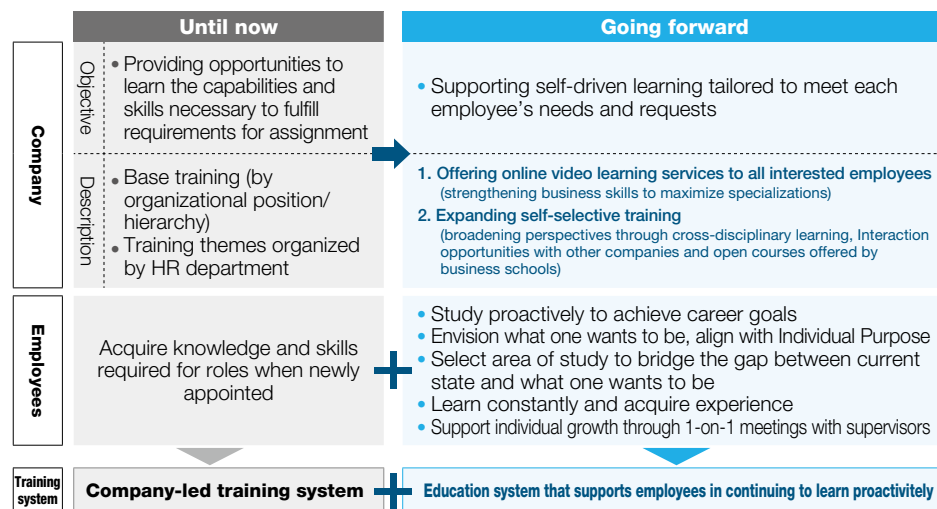 Until now
Going forward
Company
Objective
• Providing opportunities to
learn the capabilities and
skills necessary to fulfill
requirements for assignment
• Supporting self-driven learning tailored to meet each
employee's needs and requests
Description
• Base training (by
organizational position/
hierarchy)
• Training themes organized
by HR department
1. Offering online video learning services to all interested employees
(strengthening business skills to maximize specializations)
2. Expanding self-selective training
(broadening perspectives through cross-disciplinary learning, Interaction
opportunities with other companies and open courses offered by
business schools)
Employees
Acquire knowledge and skills
required for roles when newly
appointed
• Study proactively to achieve career goals
• Envision what one wants to be, align with Individual Purpose
• Select area of study to bridge the gap between current
state and what one wants to be
• Learn constantly and acquire experience
• Support individual growth through 1-on-1 meetings with supervisors
Training
system
Company-led training system
Education system that supports employees in continuing to learn proactivitely